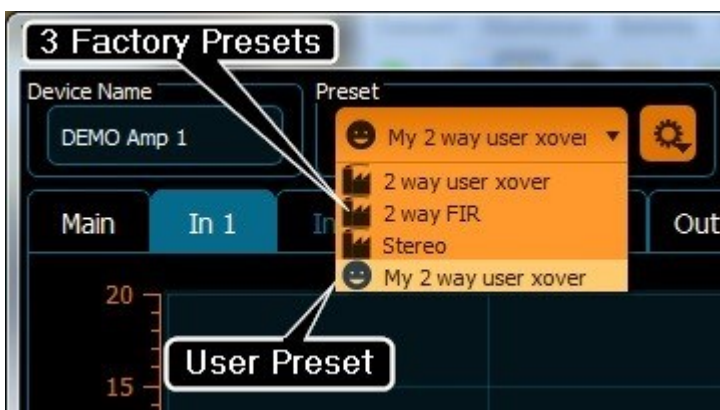 3 Factory Presets
Device Name
Preset
DEMO Amp 1
My 2 way user xover
2 way user xover
2 way FIR
Stereo
My 2 way user xover
Main
In 1
In
Out
20
User Preset
15